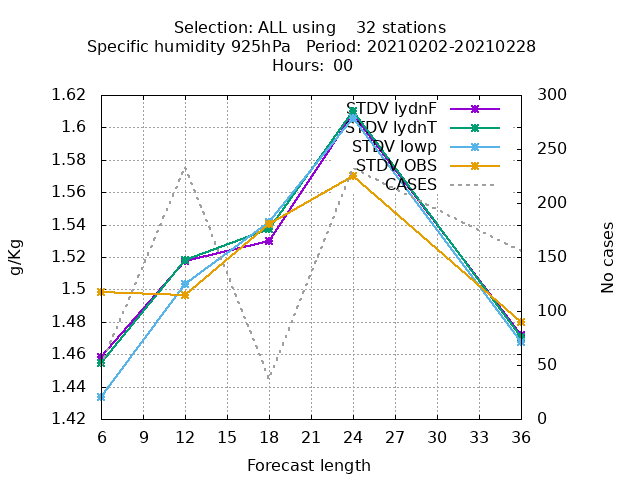 Selection: ALL using    32 stations
Specific humidity 925hPa   Period: 20210202-20210228
Hours:  00
STDV lydnF
STDV lydnT
STDV lowp
STDV OBS
CASES
1.62
1.6
1.58
1.56
1.54
1.52
1.5
1.48
1.46
1.44
1.42
300
250
200
150
100
50
0
g/Kg
No cases
6 9 12 15 18 21 24 27 30 33 36
Forecast length